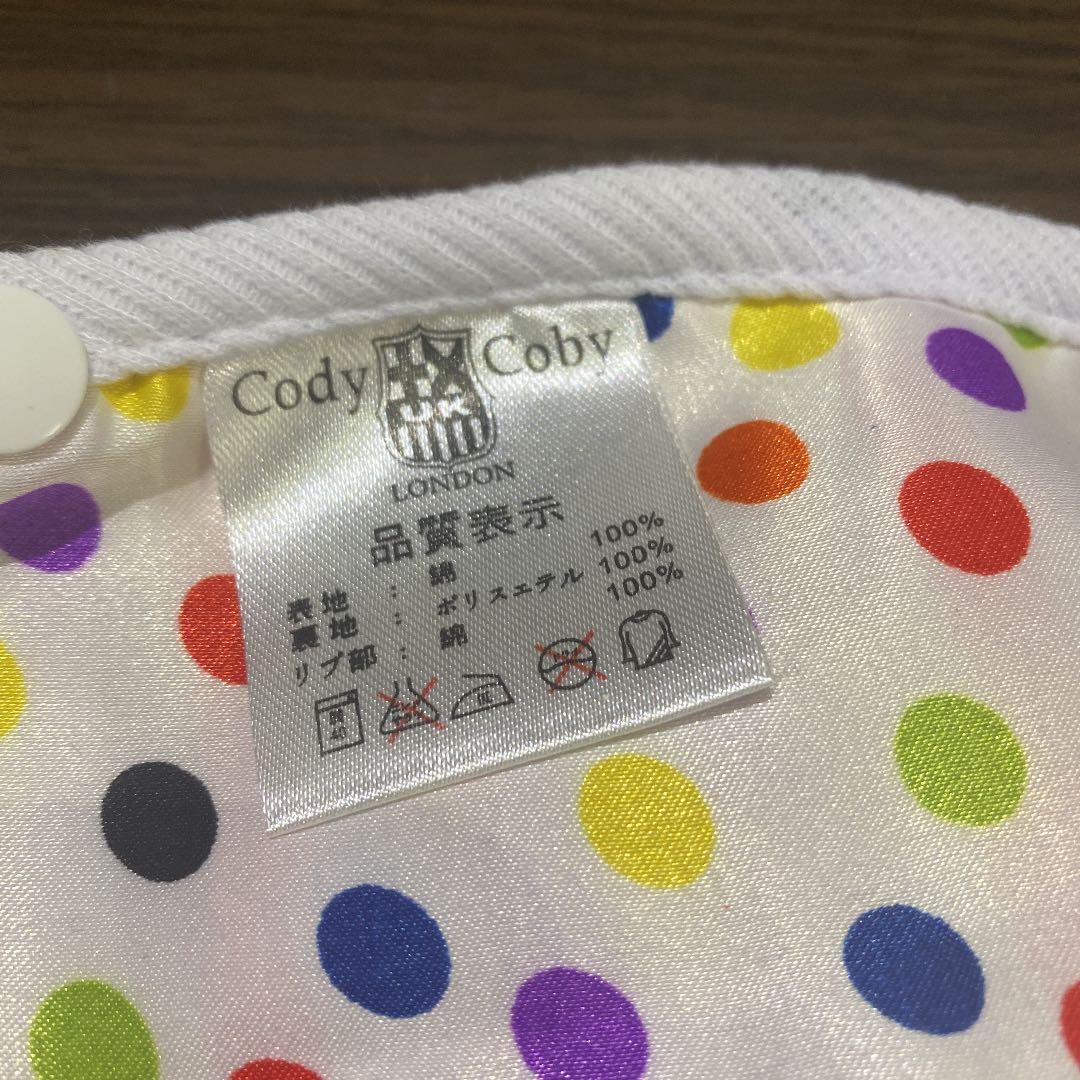 Cody Coby
UK
LONDON
品質表示
表地 : 綿 100%
裏地 : ポリスエテル 100%
リブ部 : 綿 100%
40